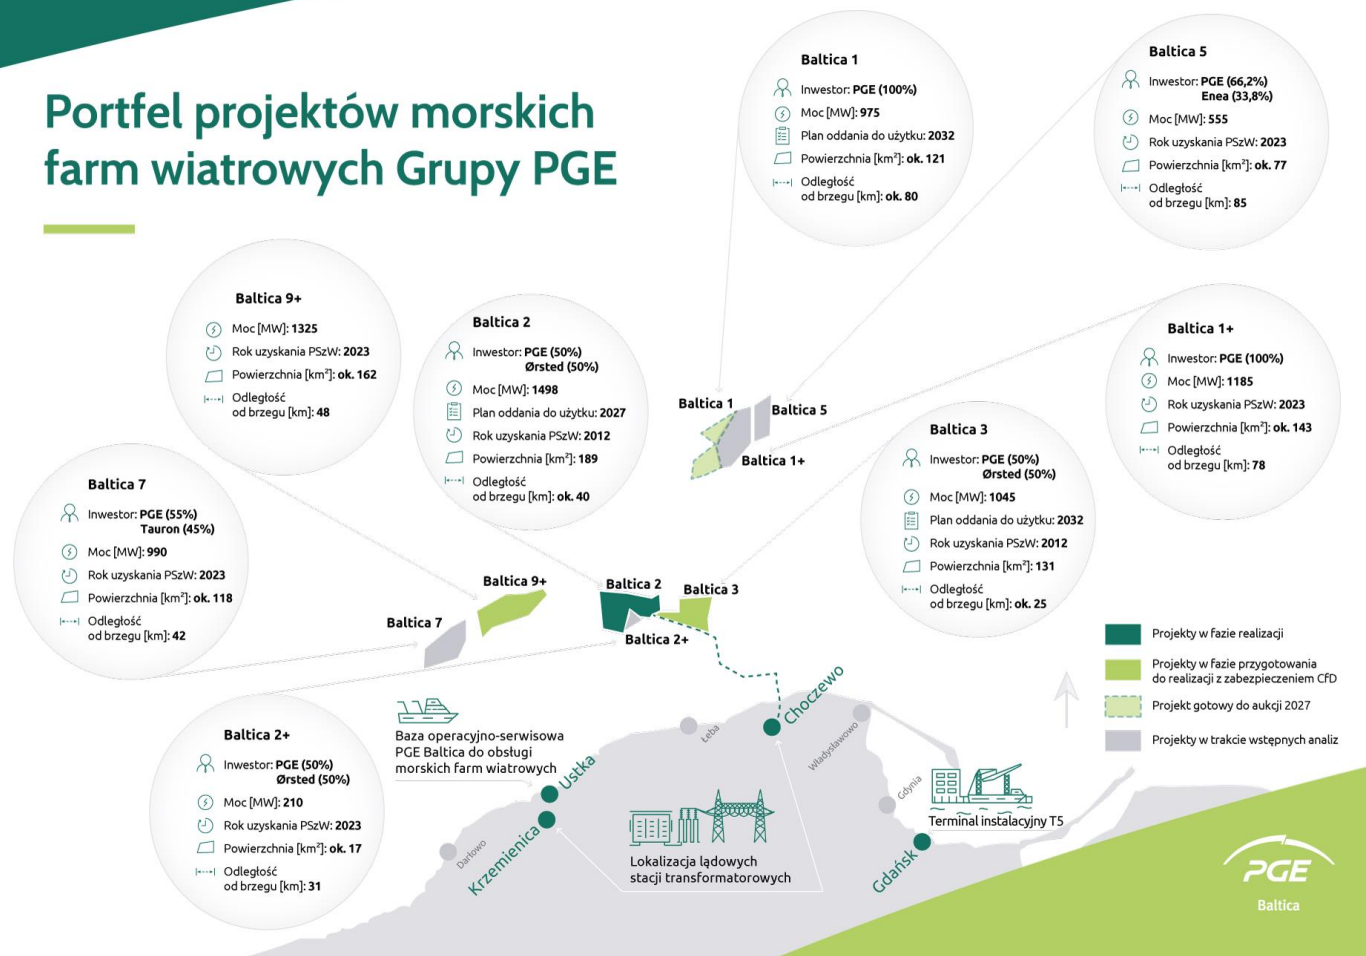 Portfel projektów morskich
farm wiatrowych Grupy PGE
Baltica 1
Inwestor: PGE (100%)
Moc [MW]: 975
Plan oddania do użytku: 2032
Powierzchnia [km²]: ok. 121
Odległość
od brzegu [km]: ok. 80
Baltica 5
Inwestor: PGE (66,2%)
Enea (33,8%)
Moc [MW]: 555
Rok uzyskania PSzW: 2023
Powierzchnia [km²]: ok. 77
Odległość
od brzegu [km]: 85
Baltica 9+
Moc [MW]: 1325
Rok uzyskania PSzW: 2023
Powierzchnia [km²]: ok. 162
Odległość
od brzegu [km]: 48
Baltica 2
Inwestor: PGE (50%)
Ørsted (50%)
Moc [MW]: 1498
Plan oddania do użytku: 2027
Rok uzyskania PSzW: 2012
Powierzchnia [km²]: 189
Odległość
od brzegu [km]: ok. 40
Baltica 1+
Inwestor: PGE (100%)
Moc [MW]: 1185
Rok uzyskania PSzW: 2023
Powierzchnia [km²]: ok. 143
Odległość
od brzegu [km]: 78
Baltica 3
Inwestor: PGE (50%)
Ørsted (50%)
Moc [MW]: 1045
Plan oddania do użytku: 2032
Rok uzyskania PSzW: 2012
Powierzchnia [km²]: 131
Odległość
od brzegu [km]: ok. 25
Baltica 7
Inwestor: PGE (55%)
Tauron (45%)
Moc [MW]: 990
Rok uzyskania PSzW: 2023
Powierzchnia [km²]: ok. 118
Odległość
od brzegu [km]: 42
Baltica 2+
Inwestor: PGE (50%)
Ørsted (50%)
Moc [MW]: 210
Rok uzyskania PSzW: 2023
Powierzchnia [km²]: ok. 17
Odległość
od brzegu [km]: 31
Baltica 1
Baltica 5
Baltica 1+
Baltica 9+
Baltica 2
Baltica 3
Baltica 7
Baltica 2+
Projekty w fazie realizacji
Projekty w fazie przygotowania
do realizacji z zabezpieczeniem CfD
Projekt gotowy do aukcji 2027
Projekty w trakcie wstępnych analiz
Baza operacyjno-serwisowa
PGE Baltica do obsługi
morskich farm wiatrowych
Ustka
Łeba
Choczewo
Władysławowo
Gdynia
Terminal instalacyjny T5
Gdańsk
Darłowo
Krzemienica
Lokalizacja lądowych
stacji transformatorowych
PGE
Baltica